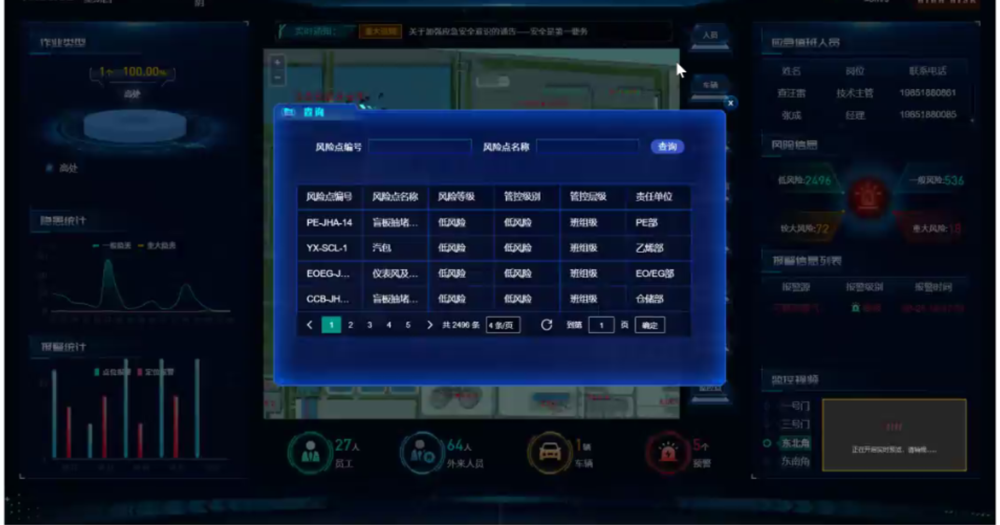 星期四
阴
作业类型
1个 100.00%
高处
高处
隐患统计
一般隐患 重大隐患
报警统计
点位报警 定位报警
实时通知:
关于加强应急安全意识的通告——安全是第一要务
人员
车辆
查询
风险点编号 风险点名称 查询
风险点编号 风险点名称 风险等级 管控级别 管控层级 责任单位
PE-JHA-14 盲板抽堵... 低风险 低风险 班组级 PE部
YX-SCL-1 汽包 低风险 低风险 班组级 乙烯部
EOEG-J... 仪表风及... 低风险 低风险 班组级 EO/EG部
CCB-JH... 盲板抽堵... 低风险 低风险 班组级 仓储部
1 2 3 4 5 共 2496 条 4 条/页 到第 1 页 确定
27人
员工
64人
外来人员
1辆
车辆
5个
预警
HIGH RISK
应急值班人员
姓名 岗位 联系电话
查汪雷 技术主管 19851880861
张成 经理 19851880085
风险信息
低风险:2496
一般风险:536
较大风险:72
重大风险:18
报警信息列表
报警源 报警级别 报警时间
监控视频
一号门
三号门
东北角
东南角
正在开启实时预览，请稍候.....